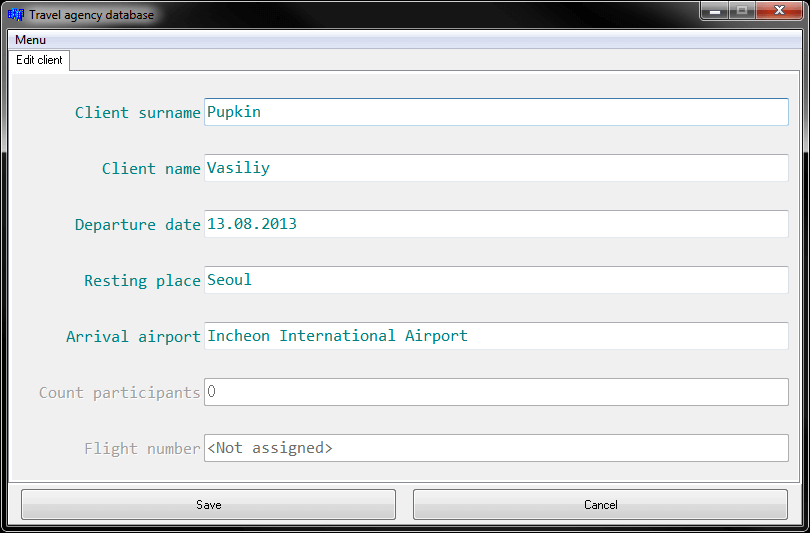 Travel agency database
Menu
Edit client
Client surname Pupkin
Client name Vasiliy
Departure date 13.08.2013
Resting place Seoul
Arrival airport Incheon International Airport
Count participants 0
Flight number <Not assigned>
Save Cancel